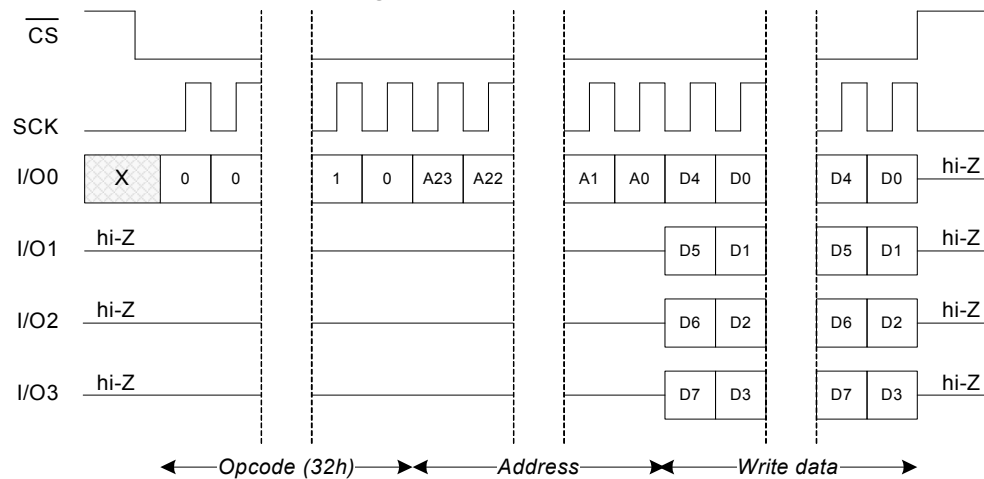 CS
SCK
I/O0 X 0 0 1 0 A23 A22 A1 A0 D4 D0 D4 D0 hi-Z
I/O1 hi-Z D5 D1 D5 D1 hi-Z
I/O2 hi-Z D6 D2 D6 D2 hi-Z
I/O3 hi-Z D7 D3 D7 D3 hi-Z
Opcode (32h) Address Write data